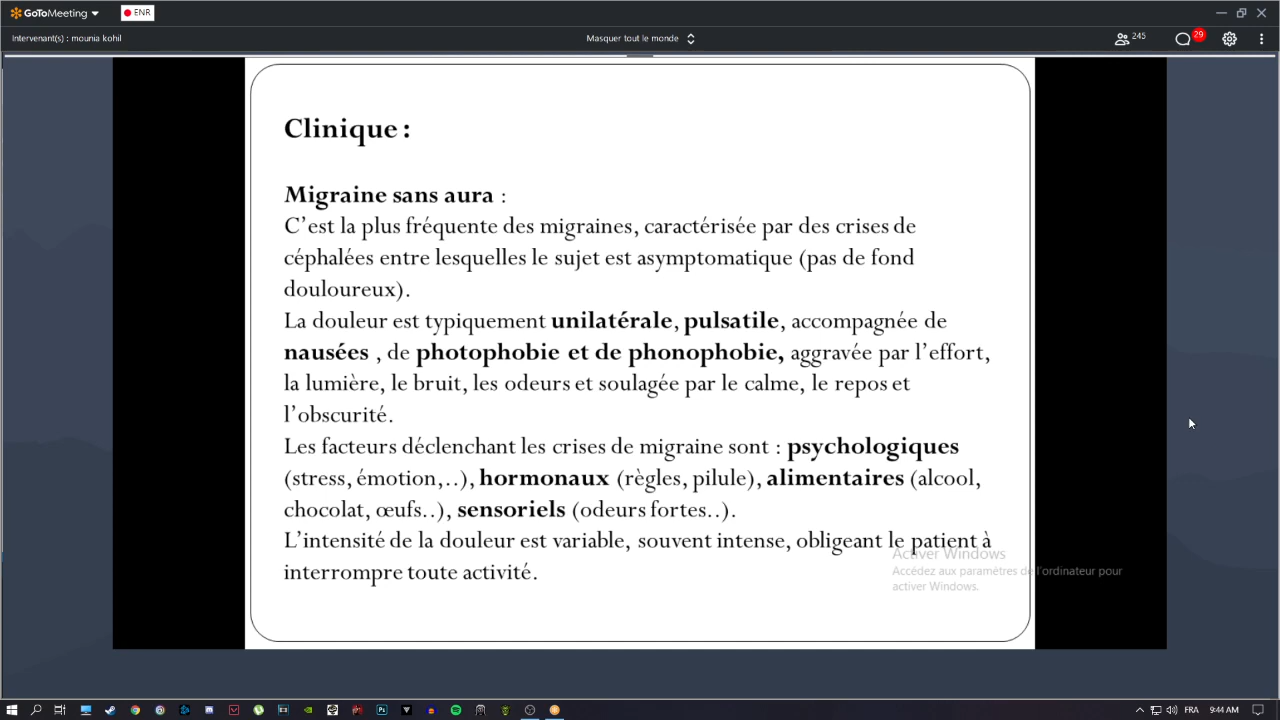 GoToMeeting
ENR
Intervenant(s) : mounia kohil
Masquer tout le monde
245
29
Clinique :
Migraine sans aura :
C’est la plus fréquente des migraines, caractérisée par des crises de
céphalées entre lesquelles le sujet est asymptomatique (pas de fond
douloureux).
La douleur est typiquement unilatérale, pulsatile, accompagnée de
nausées , de photophobie et de phonophobie, aggravée par l’effort,
la lumière, le bruit, les odeurs et soulagée par le calme, le repos et
l’obscurité.
Les facteurs déclenchant les crises de migraine sont : psychologiques
(stress, émotion,..), hormonaux (règles, pilule), alimentaires (alcool,
chocolat, œufs..), sensoriels (odeurs fortes..).
L’intensité de la douleur est variable, souvent intense, obligeant le patient à
interrompre toute activité.
Activer Windows
Accédez aux paramètres de l'ordinateur pour
activer Windows.
FRA
9:44 AM